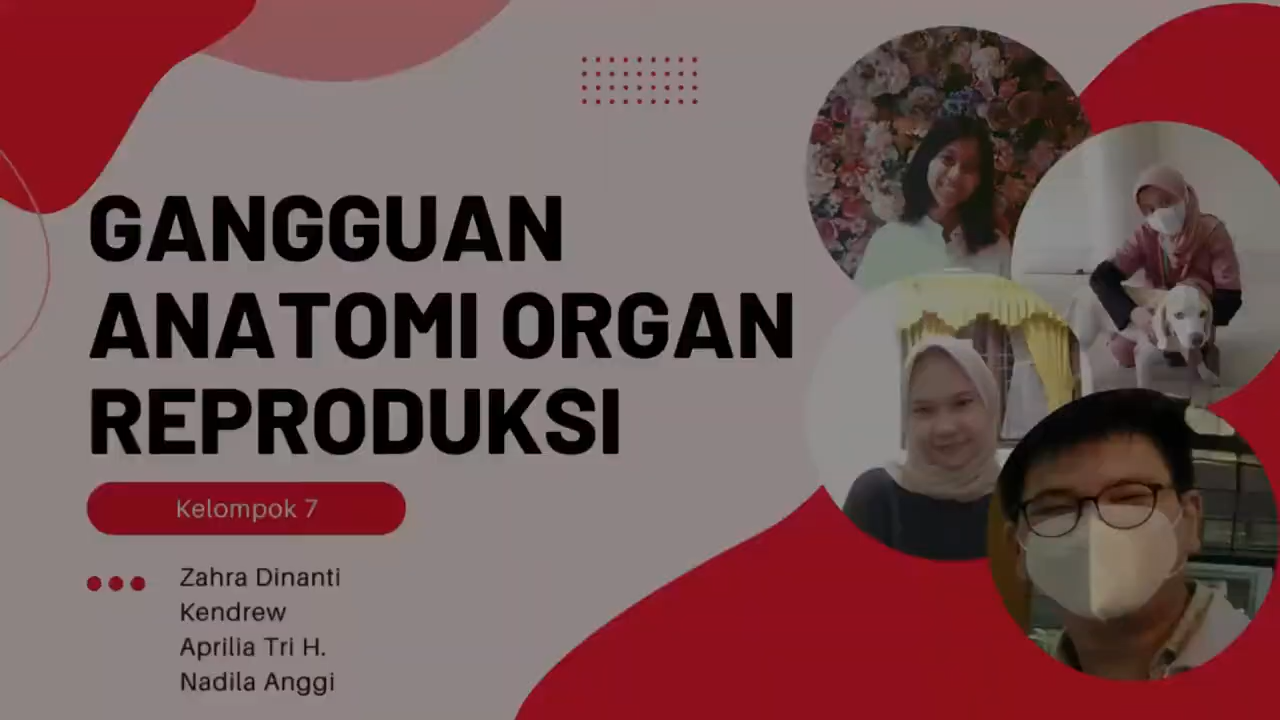 GANGGUAN
ANATOMI ORGAN
REPRODUKSI
Kelompok 7
Zahra Dinanti
Kendrew
Aprilia Tri H.
Nadila Anggi